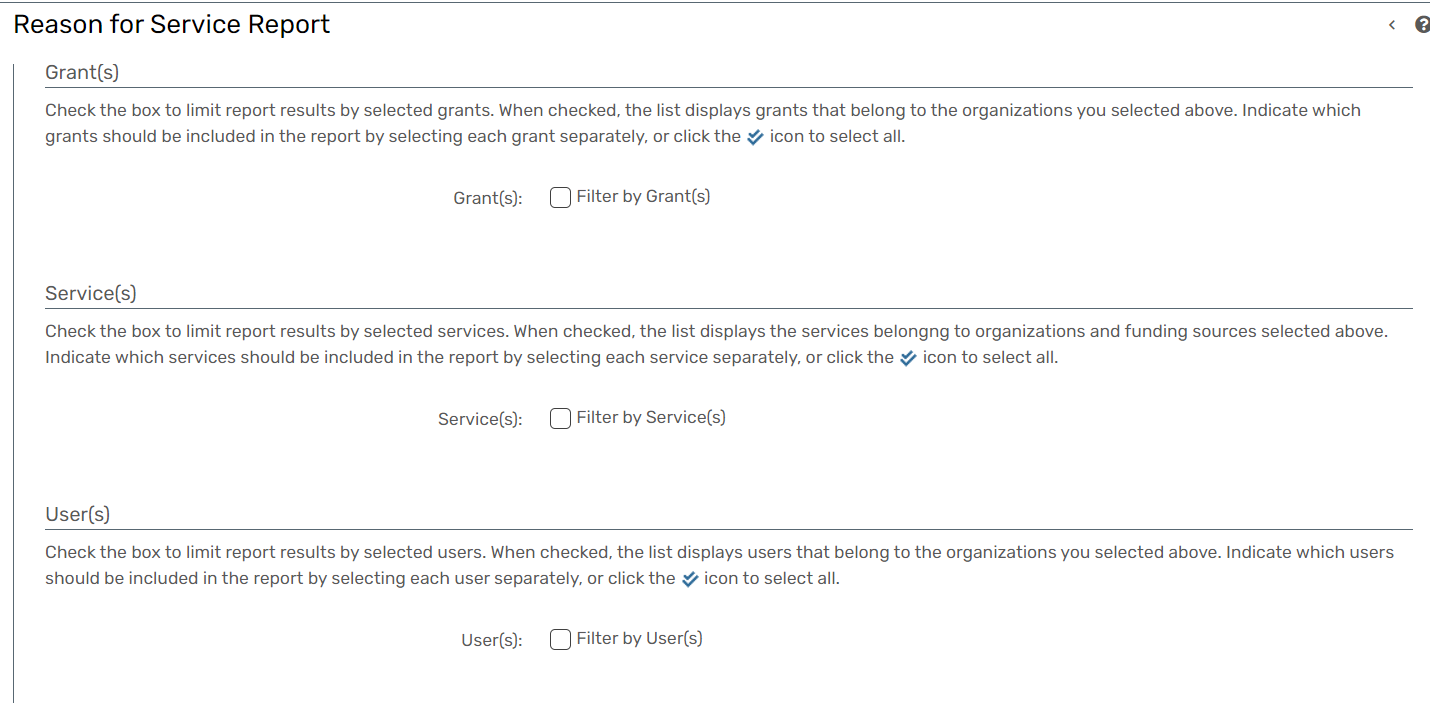 Reason for Service Report
Grant(s)
Check the box to limit report results by selected grants. When checked, the list displays grants that belong to the organizations you selected above. Indicate which
grants should be included in the report by selecting each grant separately, or click the icon to select all.
Grant(s): Filter by Grant(s)
Service(s)
Check the box to limit report results by selected services. When checked, the list displays the services belongng to organizations and funding sources selected above.
Indicate which services should be included in the report by selecting each service separately, or click the icon to select all.
Service(s): Filter by Service(s)
User(s)
Check the box to limit report results by selected users. When checked, the list displays users that belong to the organizations you selected above. Indicate which users
should be included in the report by selecting each user separately, or click the icon to select all.
User(s): Filter by User(s)